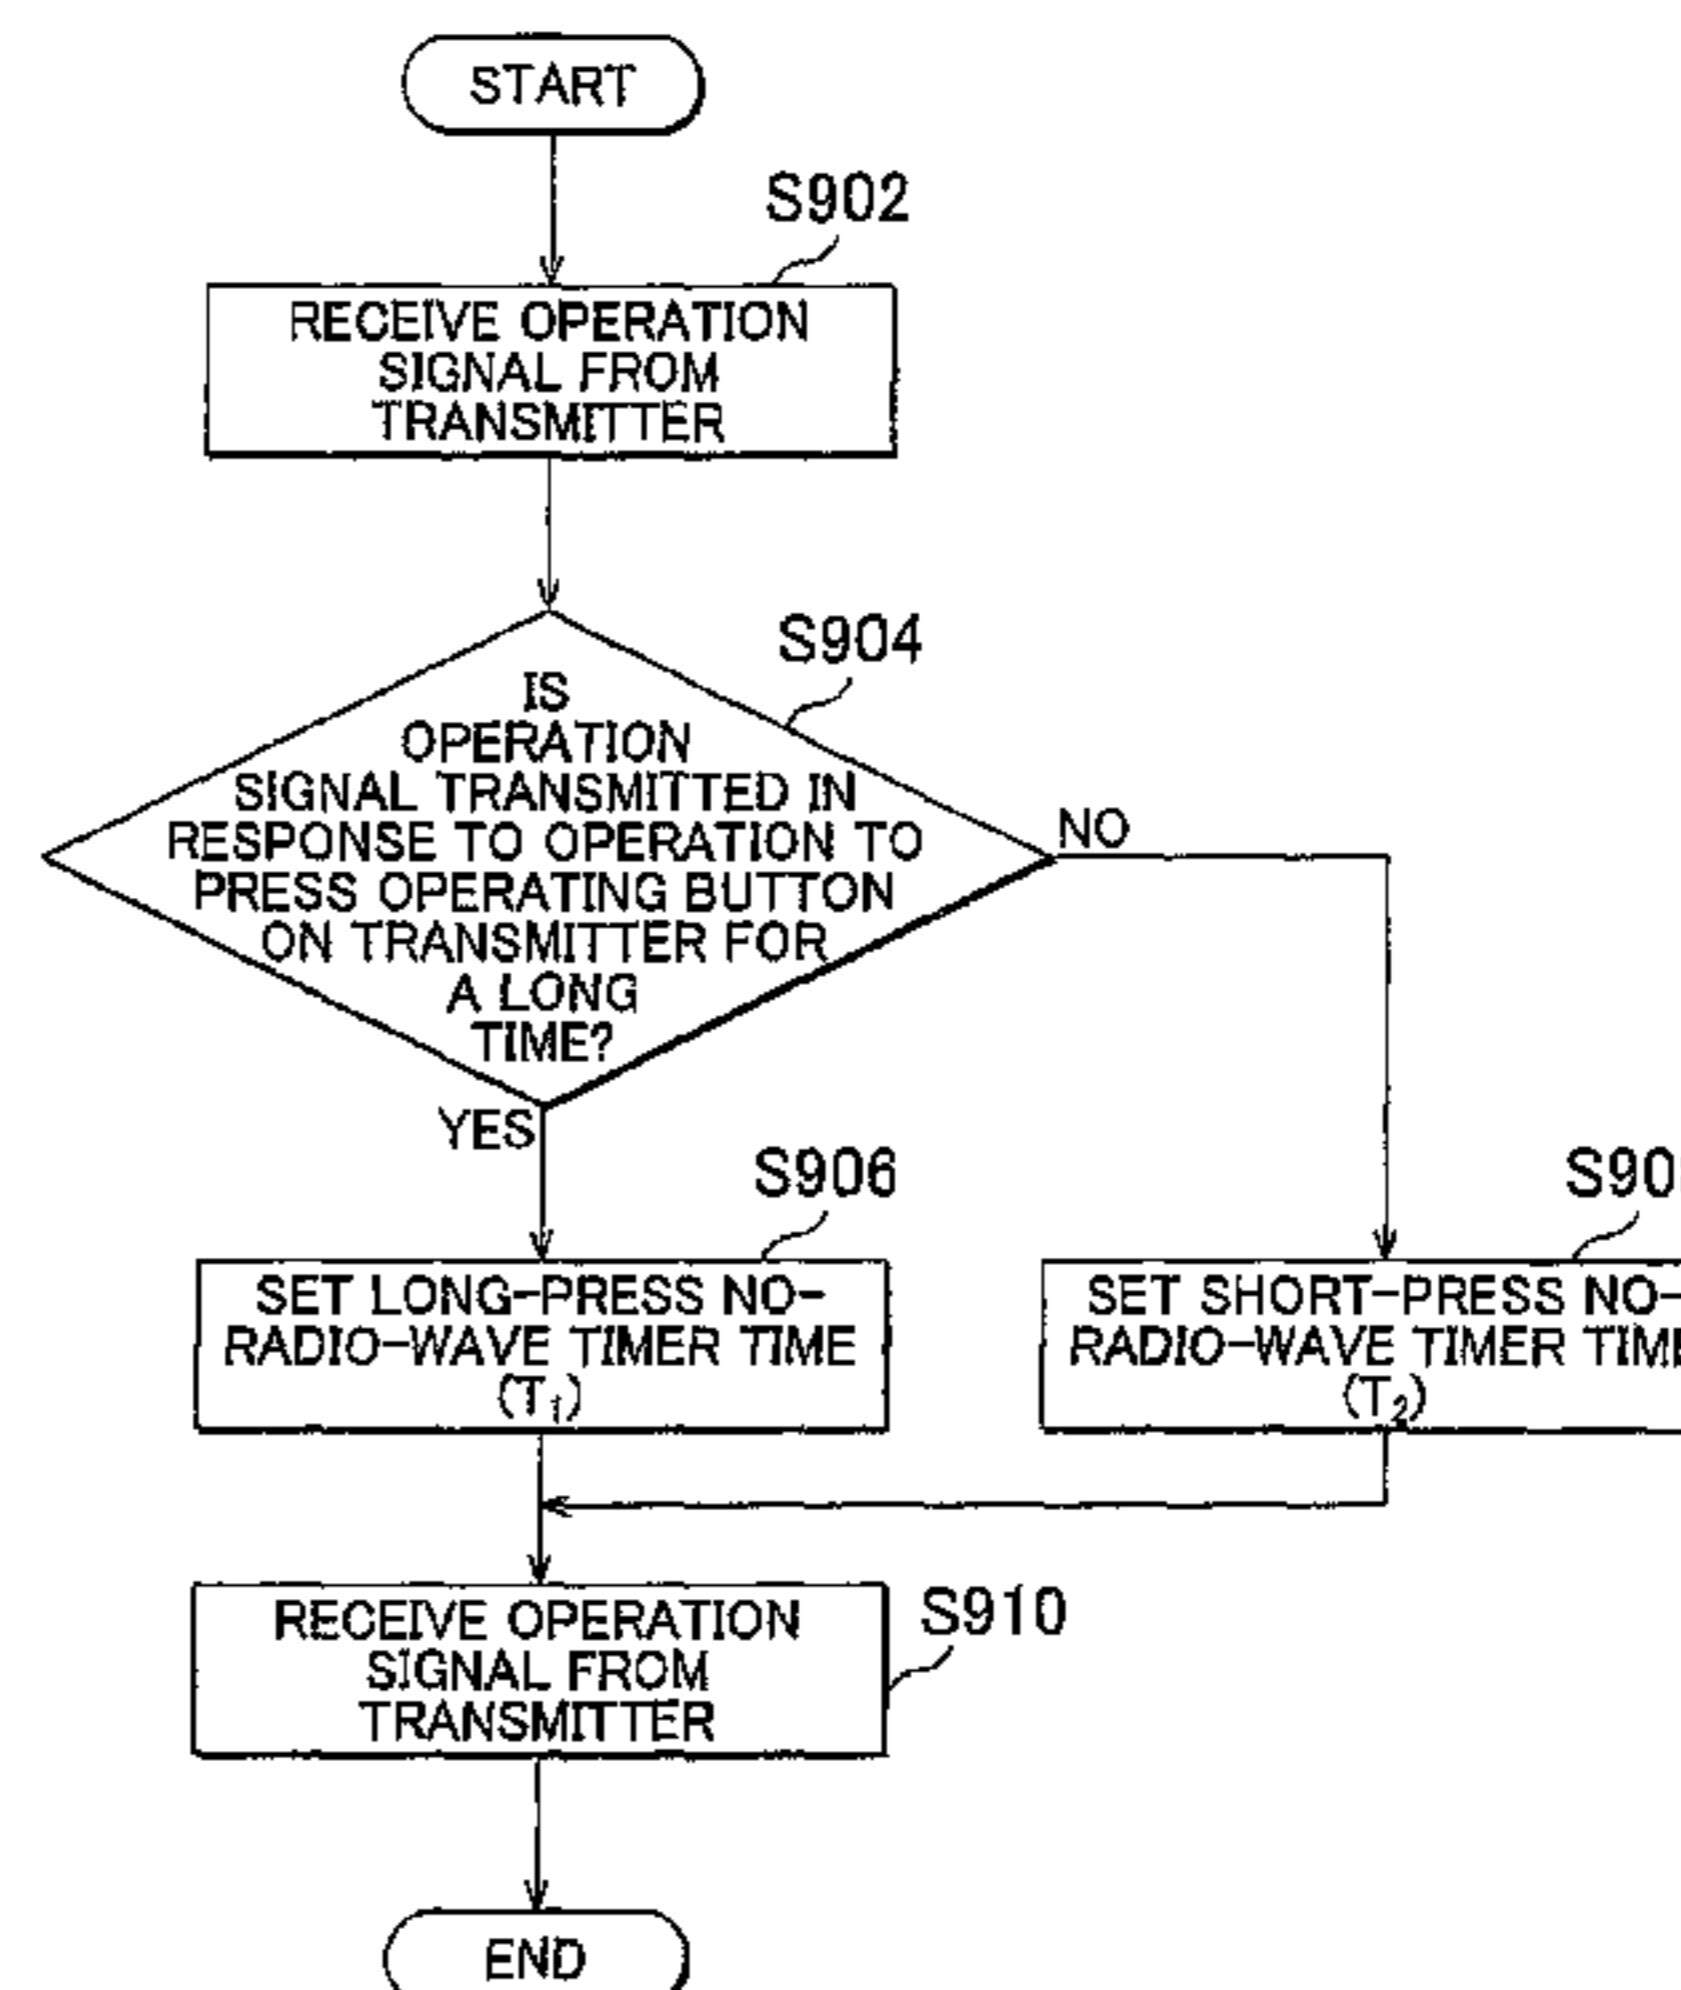 START
S902
RECEIVE OPERATION
SIGNAL FROM
TRANSMITTER
S904
IS
OPERATION
SIGNAL TRANSMITTED IN
RESPONSE TO OPERATION TO
PRESS OPERATING BUTTON
ON TRANSMITTER FOR
A LONG
TIME?
NO
YES
S906
SET LONG-PRESS NO-
RADIO-WAVE TIMER TIME
(T₁)
SET SHORT-PRESS NO-
RADIO-WAVE TIMER TIME
(T₂)
RECEIVE OPERATION
SIGNAL FROM
TRANSMITTER
S910
END